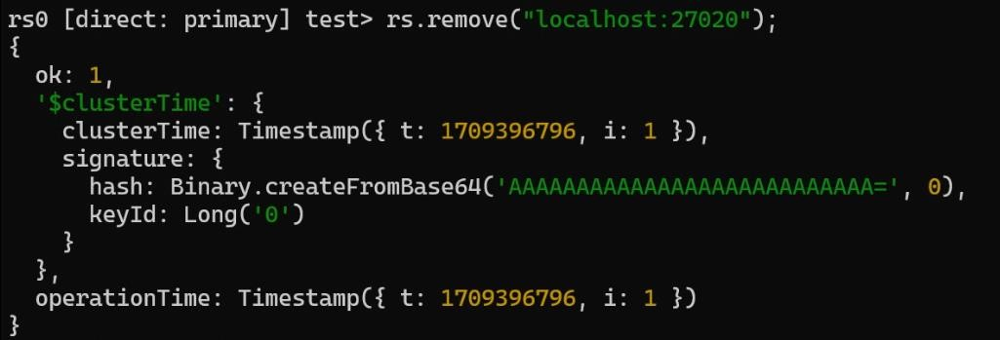 rs0 [direct: primary] test> rs.remove("localhost:27020");
{
  ok: 1,
  '$clusterTime': {
    clusterTime: Timestamp({ t: 1709396796, i: 1 }),
    signature: {
      hash: Binary.createFromBase64('AAAAAAAAAAAAAAAAAAAAAAAAAAA=', 0),
      keyId: Long('0')
    }
  },
  operationTime: Timestamp({ t: 1709396796, i: 1 })
}